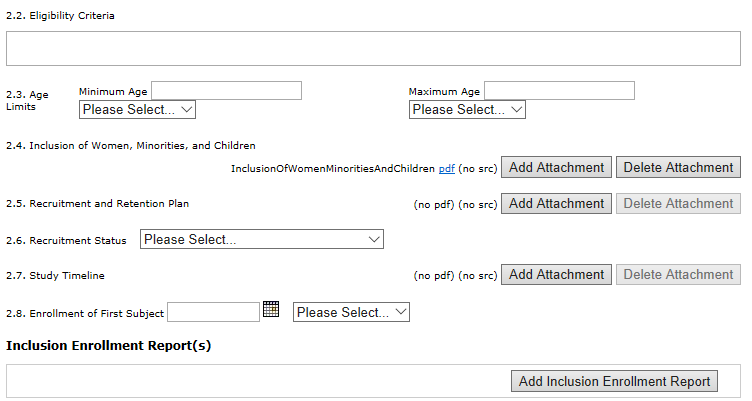 2.2. Eligibility Criteria
2.3. Age Limits
Minimum Age
Please Select...
Maximum Age
Please Select...
2.4. Inclusion of Women, Minorities, and Children
InclusionOfWomenMinoritiesAndChildren pdf (no src) Add Attachment Delete Attachment
2.5. Recruitment and Retention Plan (no pdf) (no src) Add Attachment Delete Attachment
2.6. Recruitment Status Please Select...
2.7. Study Timeline (no pdf) (no src) Add Attachment Delete Attachment
2.8. Enrollment of First Subject Please Select...
Inclusion Enrollment Report(s)
Add Inclusion Enrollment Report